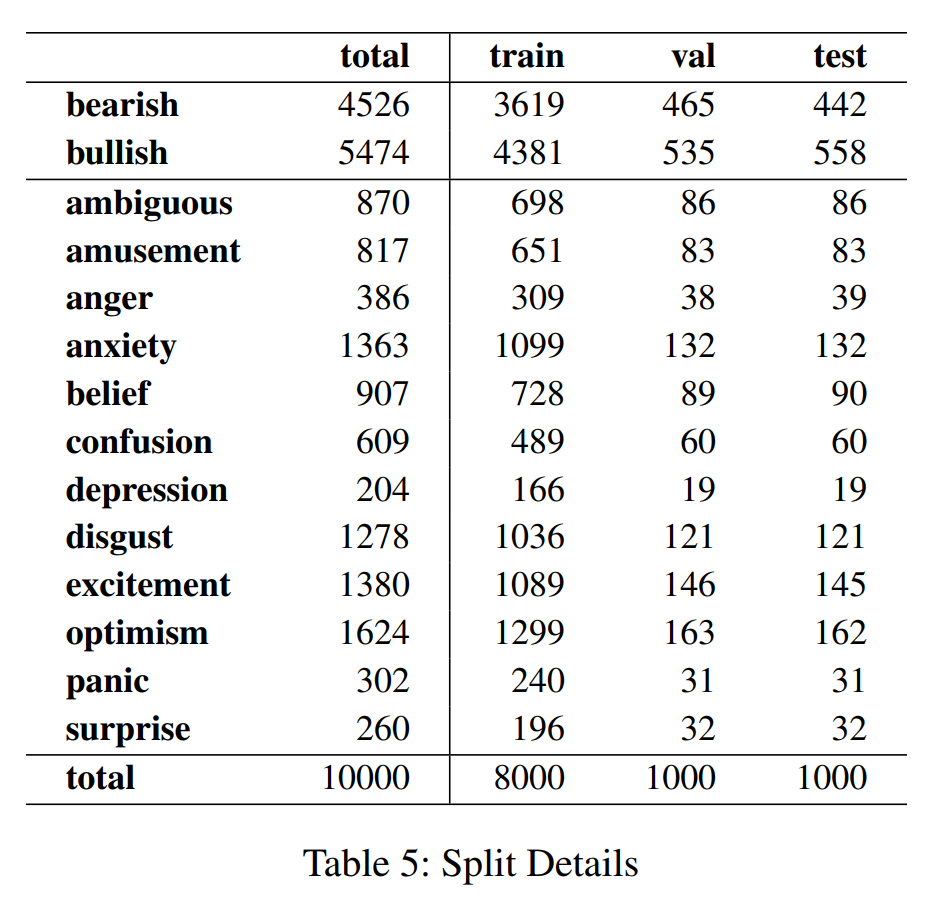 total train val test
bearish 4526 3619 465 442
bullish 5474 4381 535 558
ambiguous 870 698 86 86
amusement 817 651 83 83
anger 386 309 38 39
anxiety 1363 1099 132 132
belief 907 728 89 90
confusion 609 489 60 60
depression 204 166 19 19
disgust 1278 1036 121 121
excitement 1380 1089 146 145
optimism 1624 1299 163 162
panic 302 240 31 31
surprise 260 196 32 32
total 10000 8000 1000 1000
Table 5: Split Details